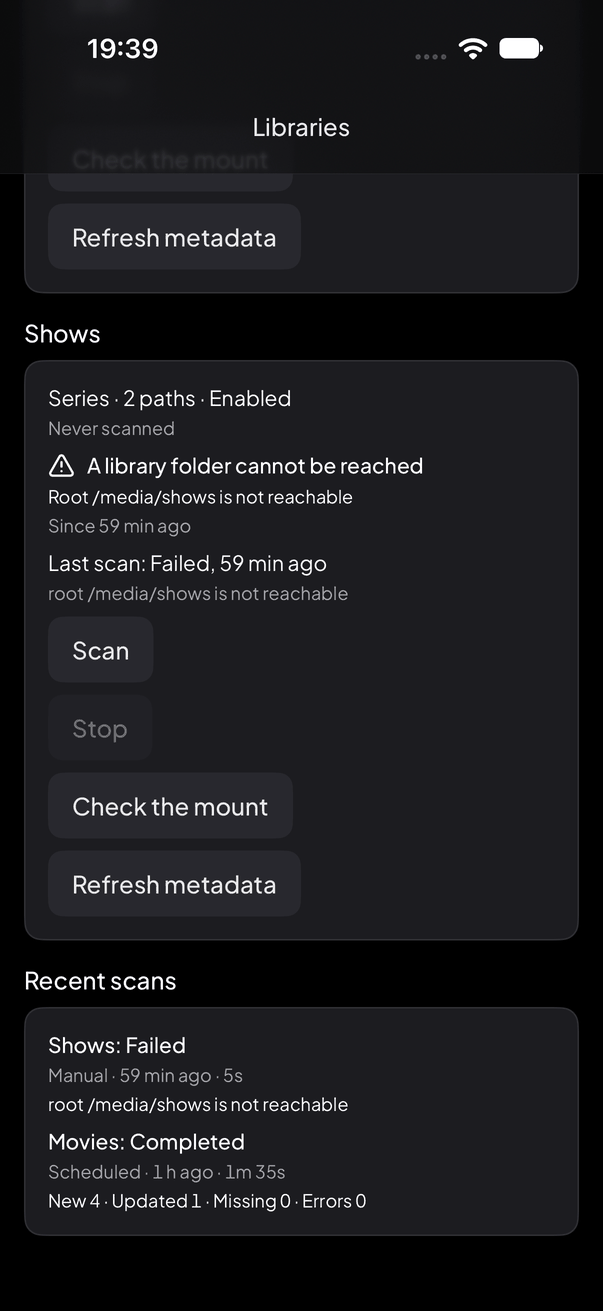 19:39
Libraries
Check the mount
Refresh metadata
Shows
Series · 2 paths · Enabled
Never scanned
A library folder cannot be reached
Root /media/shows is not reachable
Since 59 min ago
Last scan: Failed, 59 min ago
root /media/shows is not reachable
Scan
Stop
Check the mount
Refresh metadata
Recent scans
Shows: Failed
Manual · 59 min ago · 5s
root /media/shows is not reachable
Movies: Completed
Scheduled · 1 h ago · 1m 35s
New 4 · Updated 1 · Missing 0 · Errors 0